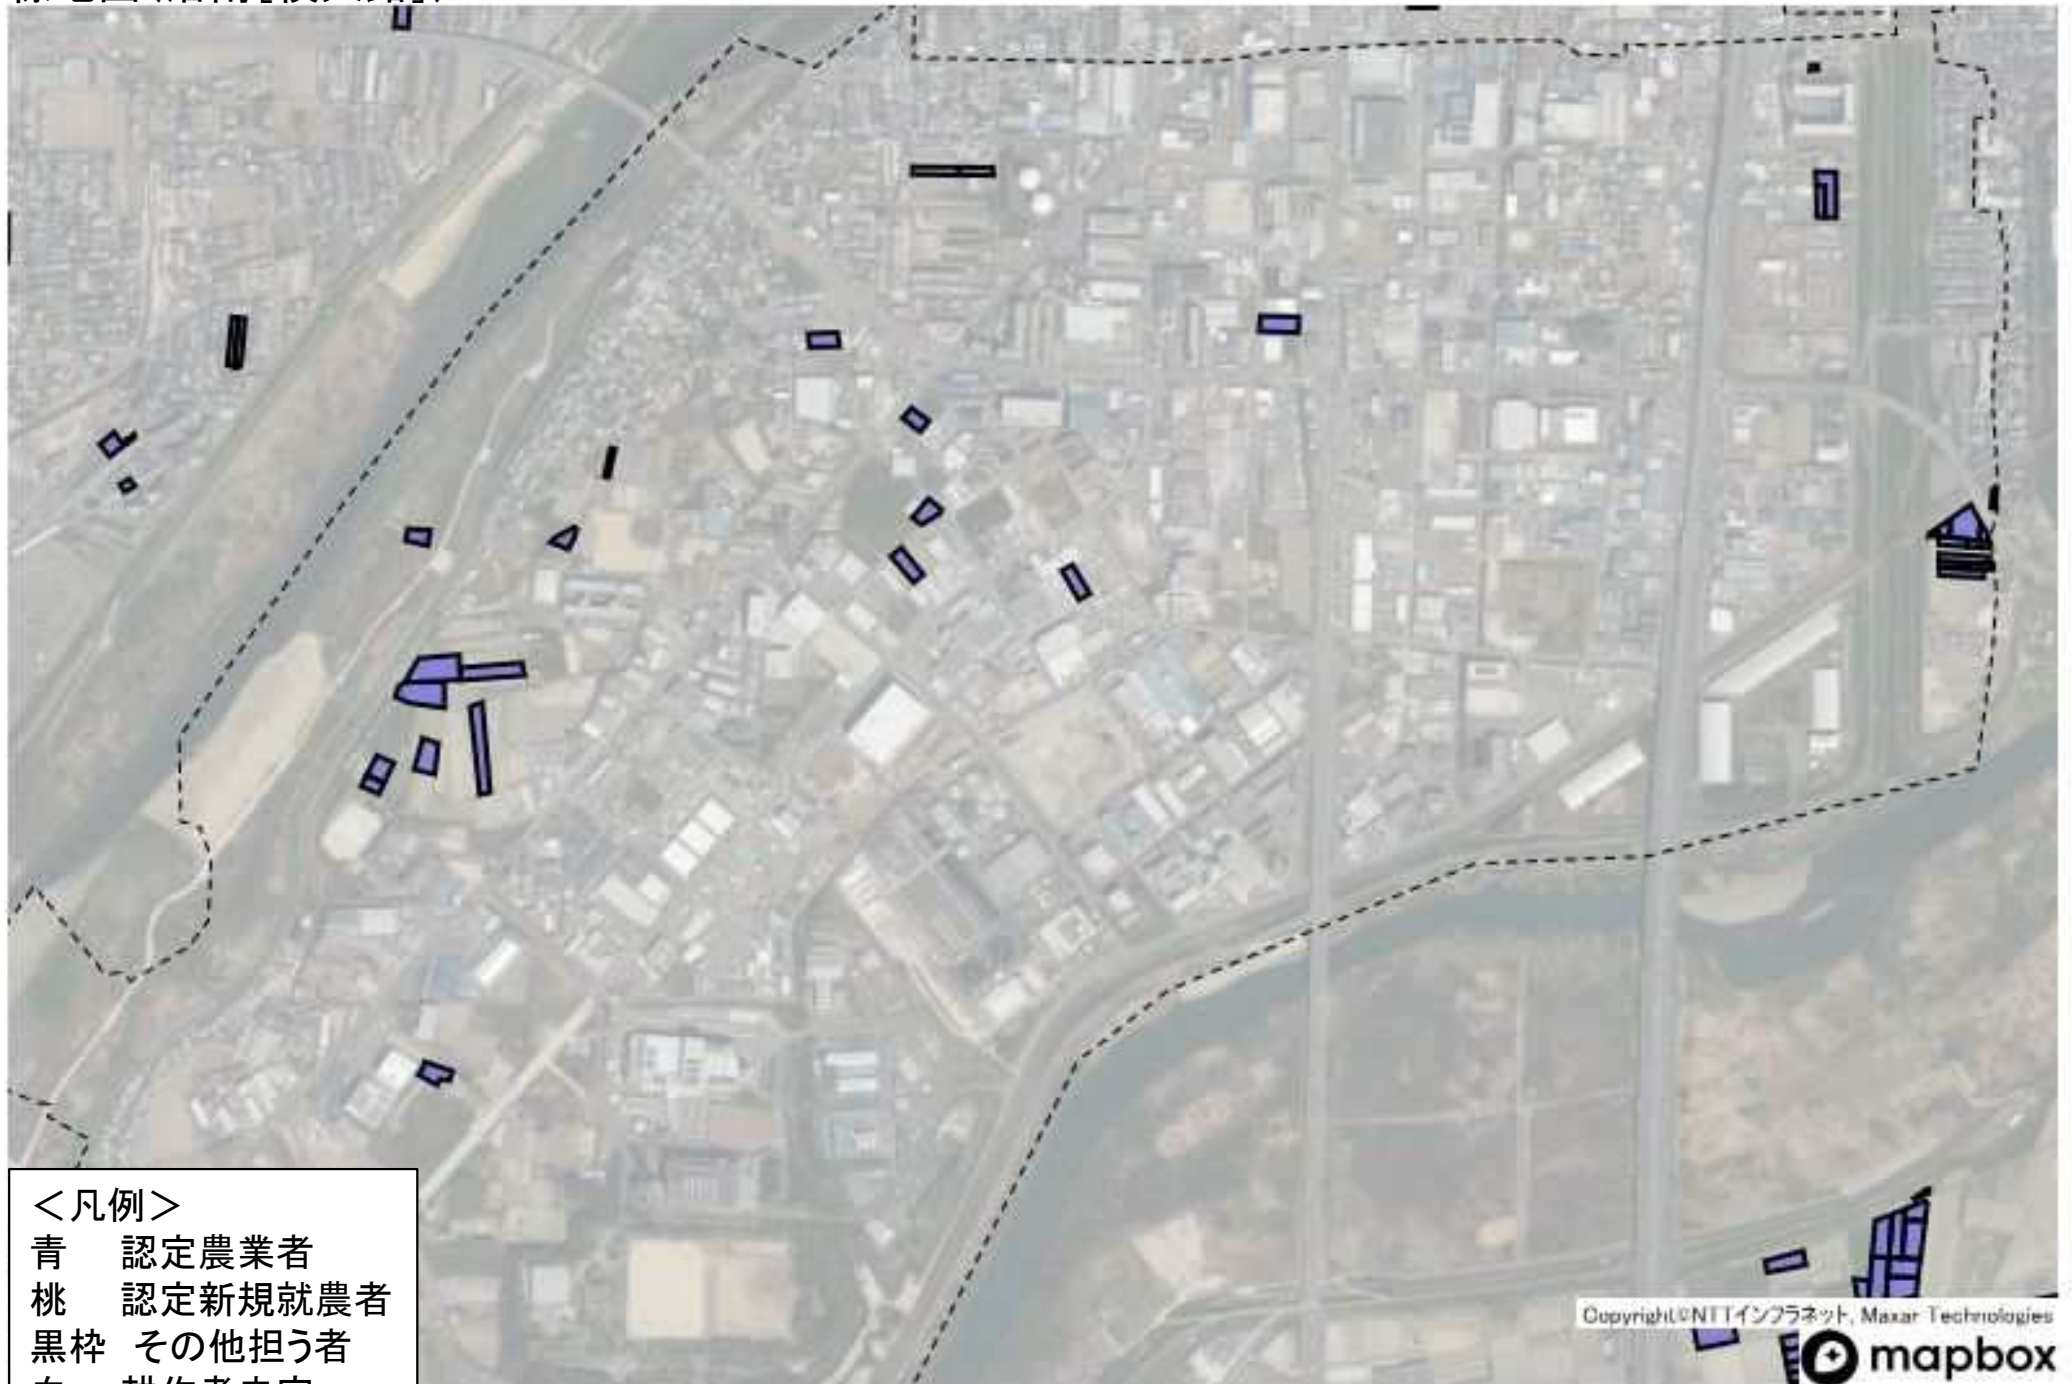 ＜凡例＞
青　認定農業者
桃　認定新規就農者
黒枠　その他担う者
Copyright©NTTインフラネット, Maxar Technologies
mapbox